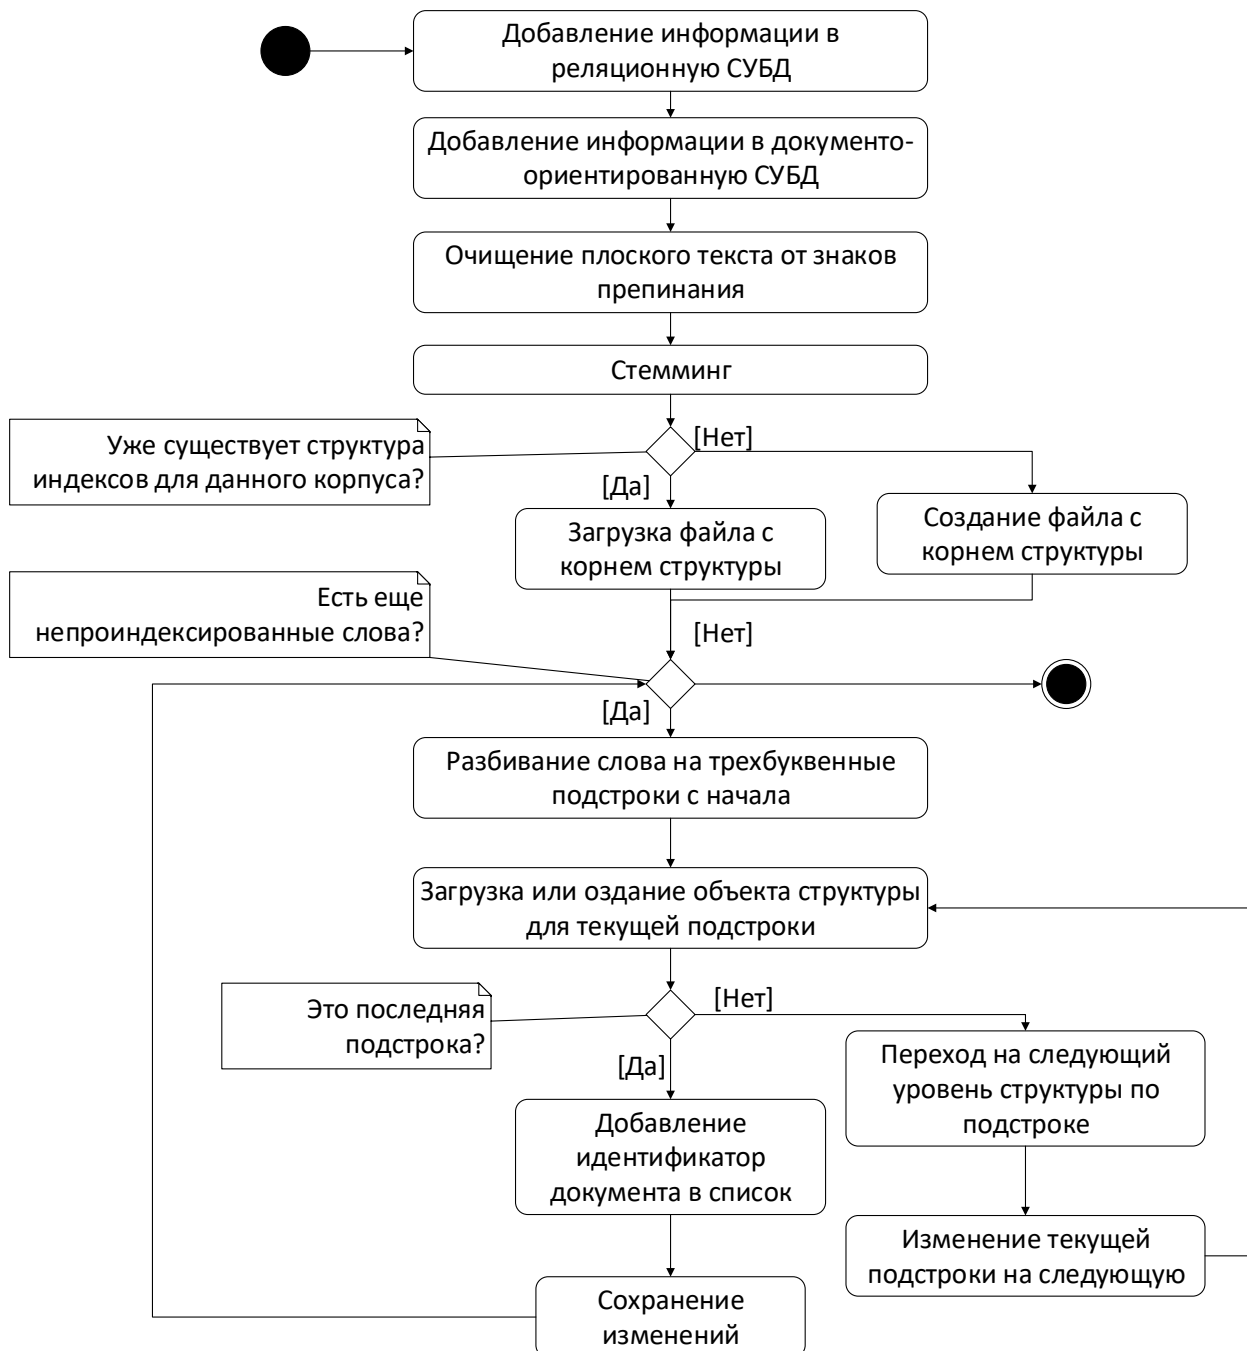 Добавление информации в
реляционную СУБД
Добавление информации в документо-
ориентированную СУБД
Очищение плоского текста от знаков
препинания
Стемминг
Уже существует структура
индексов для данного корпуса?
[Нет]
[Да]
Загрузка файла с
корнем структуры
Создание файла с
корнем структуры
Есть еще
непроиндексированные слова?
[Нет]
[Да]
Разбивание слова на трехбуквенные
подстроки с начала
Загрузка или оздание объекта структуры
для текущей подстроки
Это последняя
подстрока?
[Нет]
[Да]
Переход на следующий
уровень структуры по
подстроке
Добавление
идентификатор
документа в список
Изменение текущей
подстроки на следующую
Сохранение
изменений